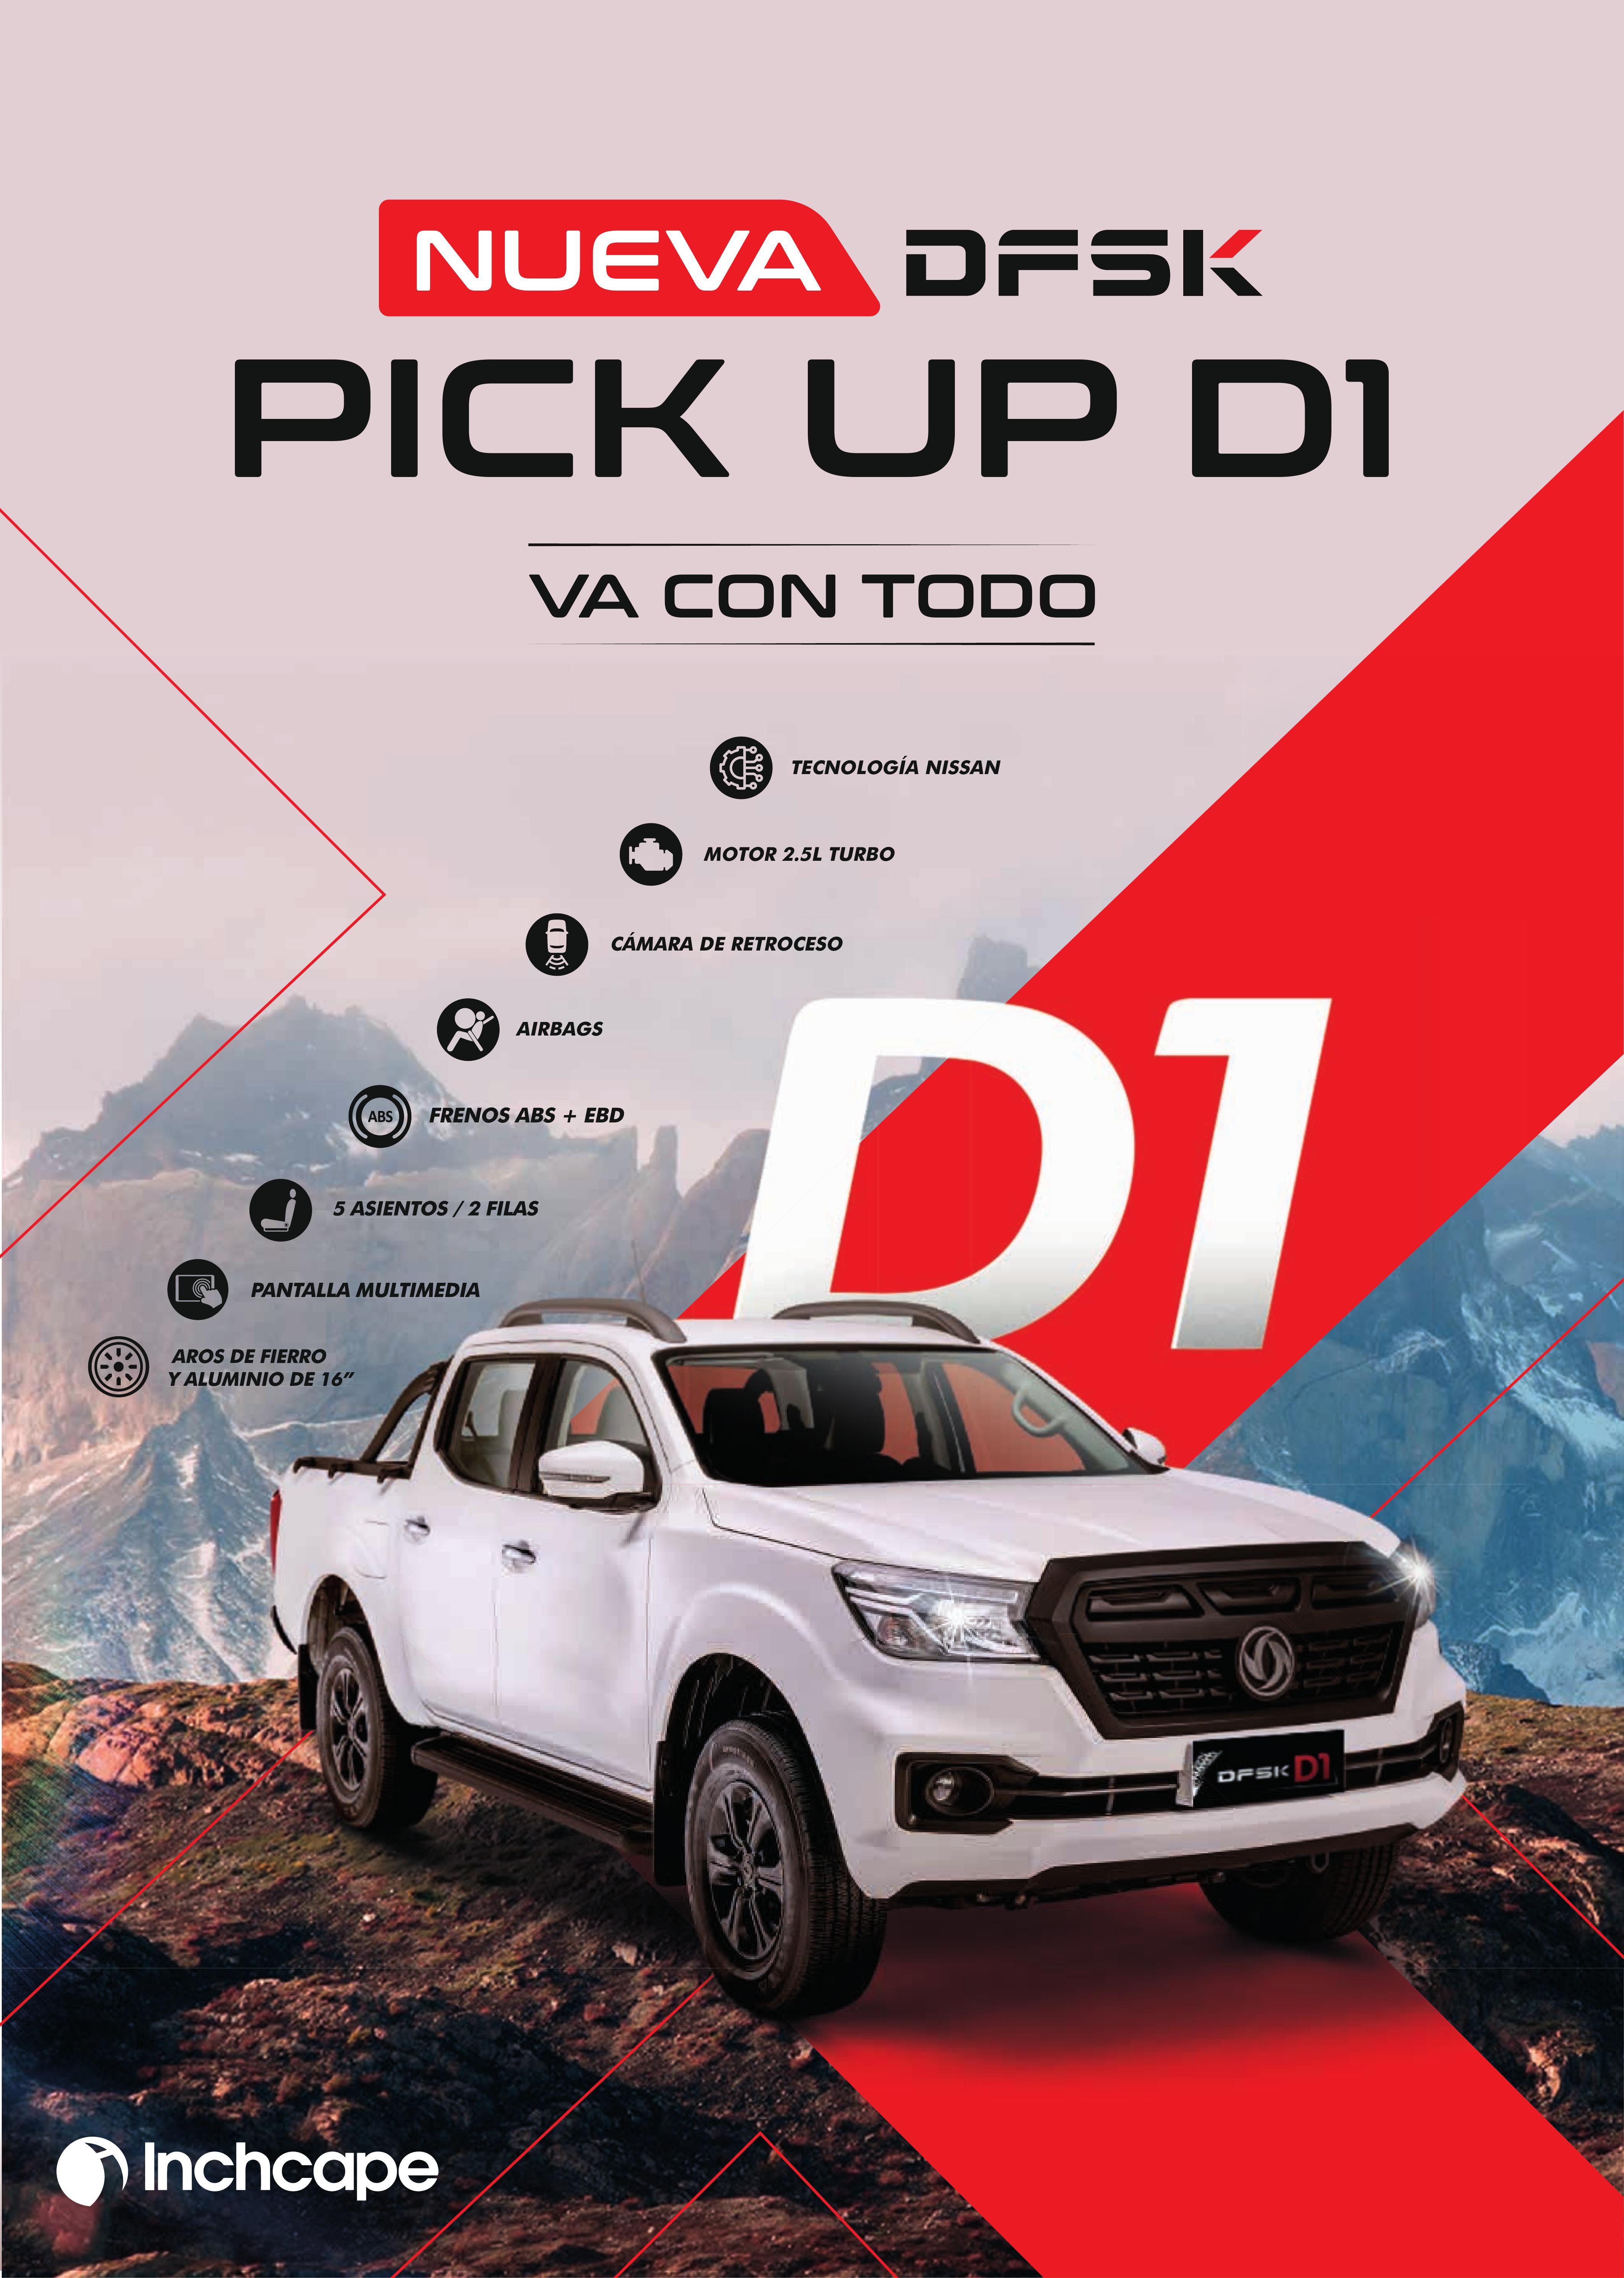 NUEVA DFSK
PICK UP D1
VA CON TODO
TECNOLOGÍA NISSAN
MOTOR 2.5L TURBO
CÁMARA DE RETROCESO
AIRBAGS
ABS FRENOS ABS + EBD
5 ASIENTOS / 2 FILAS
PANTALLA MULTIMEDIA
AROS DE FIERRO
Y ALUMINIO DE 16"
D1
DFSK D1
Inchcape